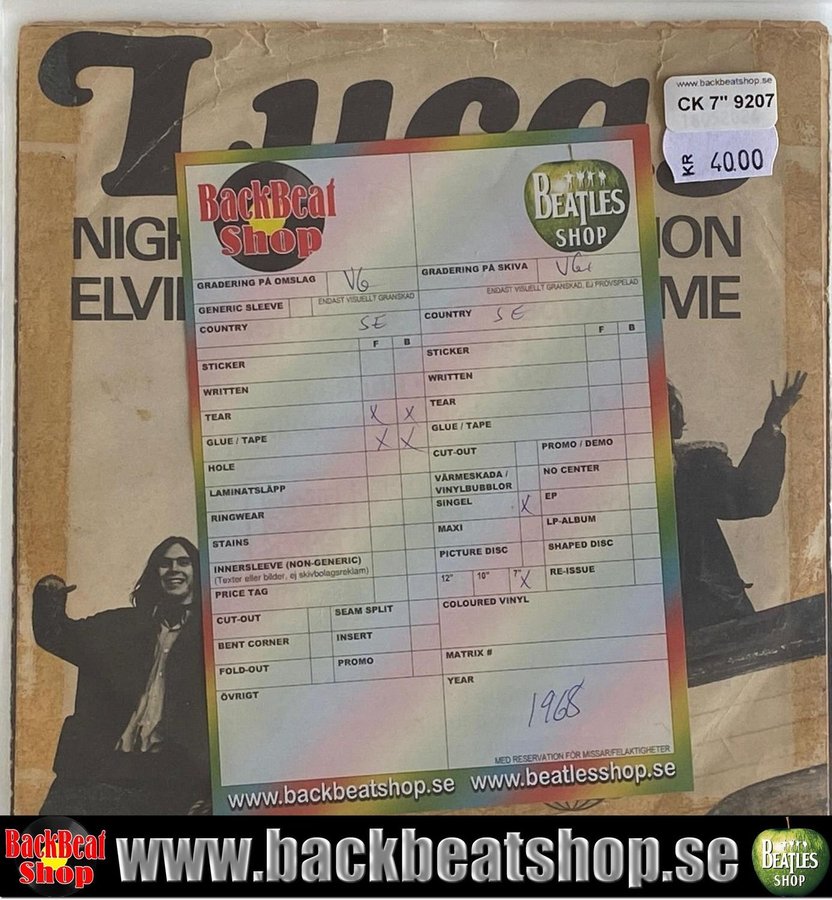 Luca
www.backbeatshop.se
CK 7" 9207
KR 40.00
NIGH
ION
ELVI
ME
BackBeat
Shop
BEATLES
SHOP
GRADERING PÅ OMSLAG VG
GRADERING PÅ SKIVA
GENERIC SLEEVE ENDAST VISUELLT GRANSKAD
ENDAST VISUELLT GRANSKAD, EJ PROVSPELAD
COUNTRY SE
COUNTRY SE
F B
F B
STICKER
STICKER
WRITTEN
WRITTEN
TEAR X X
TEAR
GLUE / TAPE X X
GLUE / TAPE
HOLE
CUT-OUT
PROMO / DEMO
LAMINATSLÄPP
VÄRMESKADA /
VINYLBUBBLOR
NO CENTER
RINGWEAR
SINGEL X
EP
STAINS
MAXI
LP-ALBUM
INNERSLEEVE (NON-GENERIC)
(Texter eller bilder, ej skivbolagsreklam)
PICTURE DISC
SHAPED DISC
PRICE TAG
12" 10" 7" X
RE-ISSUE
CUT-OUT
SEAM SPLIT
COLOURED VINYL
BENT CORNER
INSERT
FOLD-OUT
PROMO
MATRIX #
ÖVRIGT
YEAR
1968
MED RESERVATION FÖR MISSAR/FELAKTIGHETER
www.backbeatshop.se www.beatlesshop.se
BackBeat
Shop
www.backbeatshop.se
BEATLES
SHOP